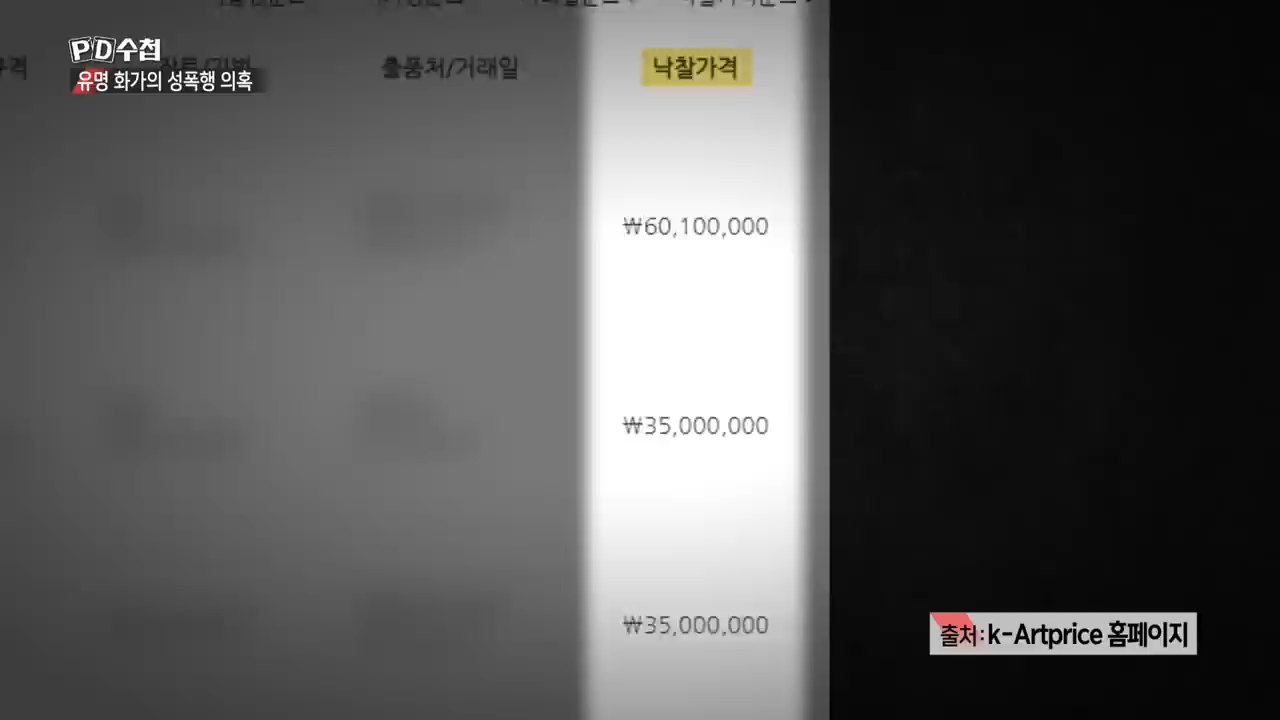 PD수첩
유명 화가의 성폭행 의혹
출품처/거래일
낙찰가격
₩60,100,000
₩35,000,000
₩35,000,000
출처: k-Artprice 홈페이지